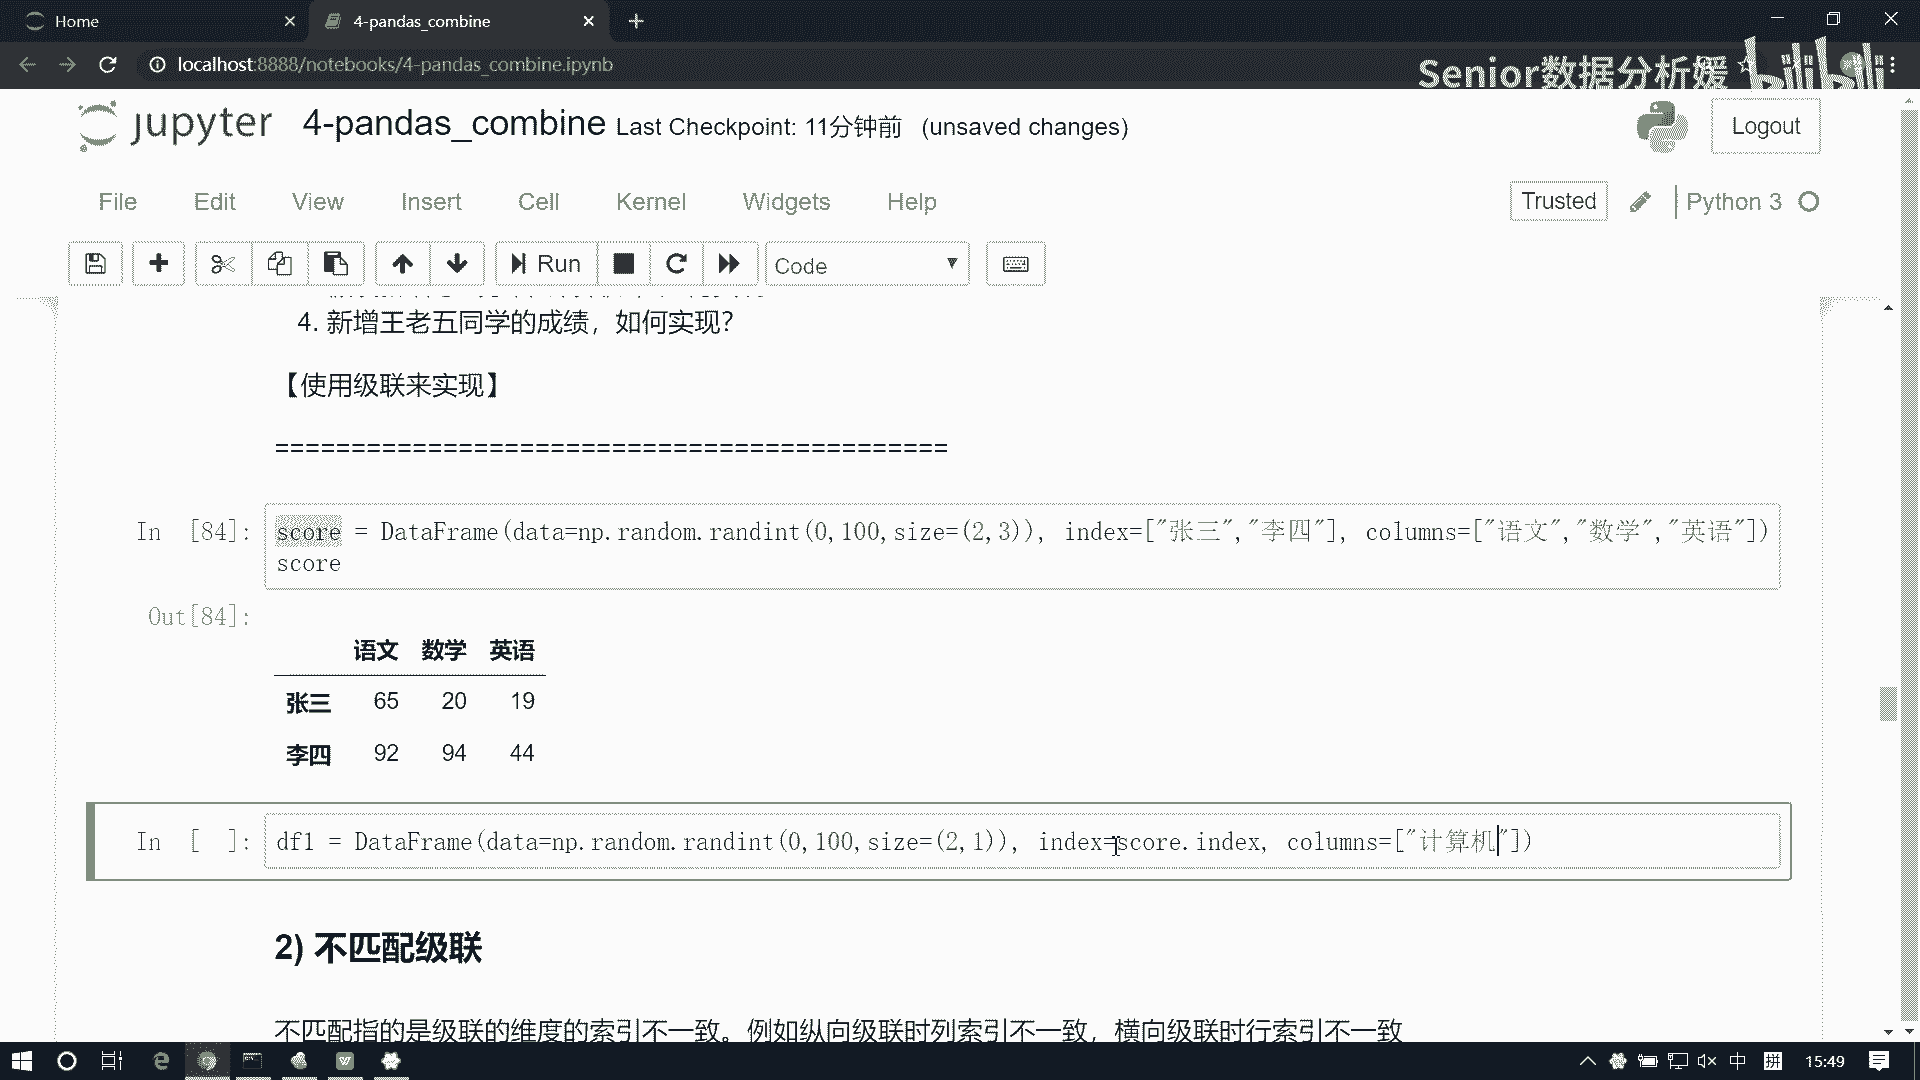 Home
4-pandas_combine
localhost:8888/notebooks/4-pandas_combine.ipynb
Senior数据分析媛
bilibili
jupyter 4-pandas_combine Last Checkpoint: 11分钟前 (unsaved changes)
Logout
File Edit View Insert Cell Kernel Widgets Help
Trusted
Python 3
Run
Code
4. 新增王老五同学的成绩，如何实现？
【使用级联来实现】
============================================
In [84]: score = DataFrame(data=np.random.randint(0,100,size=(2,3)), index=["张三","李四"], columns=["语文","数学","英语"])
score
Out[84]:
语文 数学 英语
张三 65 20 19
李四 92 94 44
In [ ]: df1 = DataFrame(data=np.random.randint(0,100,size=(2,1)), index=score.index, columns=["计算机"])
2) 不匹配级联
不匹配指的是级联的维度的索引不一致。例如纵向级联时列索引不一致，横向级联时行索引不一致
中
拼
15:49